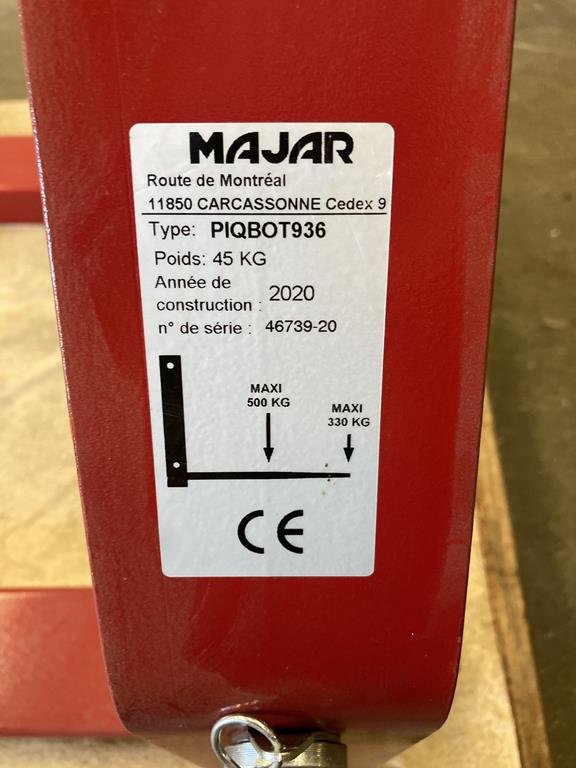 MAJAR
Route de Montréal
11850 CARCASSONNE Cedex 9
Type: PIQBOT936
Poids: 45 KG
Année de
construction : 2020
n° de série : 46739-20
MAXI
500 KG
MAXI
330 KG
CE